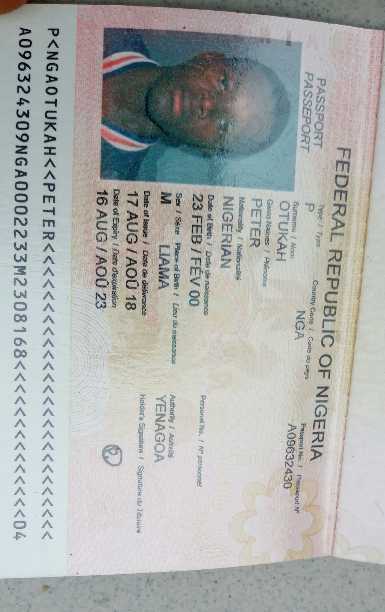 FEDERAL REPUBLIC OF NIGERIA
PASSPORT
PASSEPORT
Type / Type
P
Country Code / Code du pays
NGA
Passport No. / Passeport N°
A09632430
Surname / Nom
OTUKAH
Given Names / Prénoms
PETER
Nationality / Nationalité
NIGERIAN
Date of Birth / Date de naissance
23 FEB / FEV 00
Personal No. / N° personnel
Sex / Sexe
M
Place of Birth / Lieu de naissance
LIAMA
Date of Issue / Date de délivrance
17 AUG / AOÛ 18
Authority / Autorité
YENAGOA
Date of Expiry / Date d'expiration
16 AUG / AOÛ 23
Holder's Signature / Signature du titulaire
P<NGAOTUKAH<<PETER<<<<<<<<<<<<<<<<<<<<<<<<<<
A096324309NGA0002233M2308168<<<<<<<<<<<<<<04